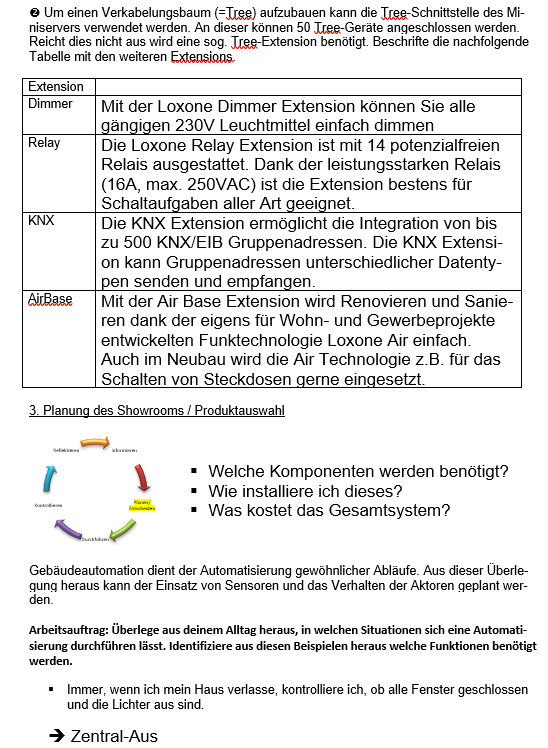 ❷ Um einen Verkabelungsbaum (=Tree) aufzubauen kann die Tree-Schnittstelle des Mi-
niservers verwendet werden. An dieser können 50 Tree-Geräte angeschlossen werden.
Reicht dies nicht aus wird eine sog. Tree-Extension benötigt. Beschrifte die nachfolgende
Tabelle mit den weiteren Extensions.
Extension
Dimmer
Mit der Loxone Dimmer Extension können Sie alle
gängigen 230V Leuchtmittel einfach dimmen
Relay
Die Loxone Relay Extension ist mit 14 potenzialfreien
Relais ausgestattet. Dank der leistungsstarken Relais
(16A, max. 250VAC) ist die Extension bestens für
Schaltaufgaben aller Art geeignet.
KNX
Die KNX Extension ermöglicht die Integration von bis
zu 500 KNX/EIB Gruppenadressen. Die KNX Extensi-
on kann Gruppenadressen unterschiedlicher Datenty-
pen senden und empfangen.
AirBase
Mit der Air Base Extension wird Renovieren und Sanie-
ren dank der eigens für Wohn- und Gewerbeprojekte
entwickelten Funktechnologie Loxone Air einfach.
Auch im Neubau wird die Air Technologie z.B. für das
Schalten von Steckdosen gerne eingesetzt.
3. Planung des Showrooms / Produktauswahl
Reflektieren
Informieren
Kontrollieren
Planen/
Entscheiden
Durchführen
▪ Welche Komponenten werden benötigt?
▪ Wie installiere ich dieses?
▪ Was kostet das Gesamtsystem?
Gebäudeautomation dient der Automatisierung gewöhnlicher Abläufe. Aus dieser Überle-
gung heraus kann der Einsatz von Sensoren und das Verhalten der Aktoren geplant wer-
den.
Arbeitsauftrag: Überlege aus deinem Alltag heraus, in welchen Situationen sich eine Automati-
sierung durchführen lässt. Identifiziere aus diesen Beispielen heraus welche Funktionen benötigt
werden.
▪ Immer, wenn ich mein Haus verlasse, kontrolliere ich, ob alle Fenster geschlossen
und die Lichter aus sind.
➔ Zentral-Aus